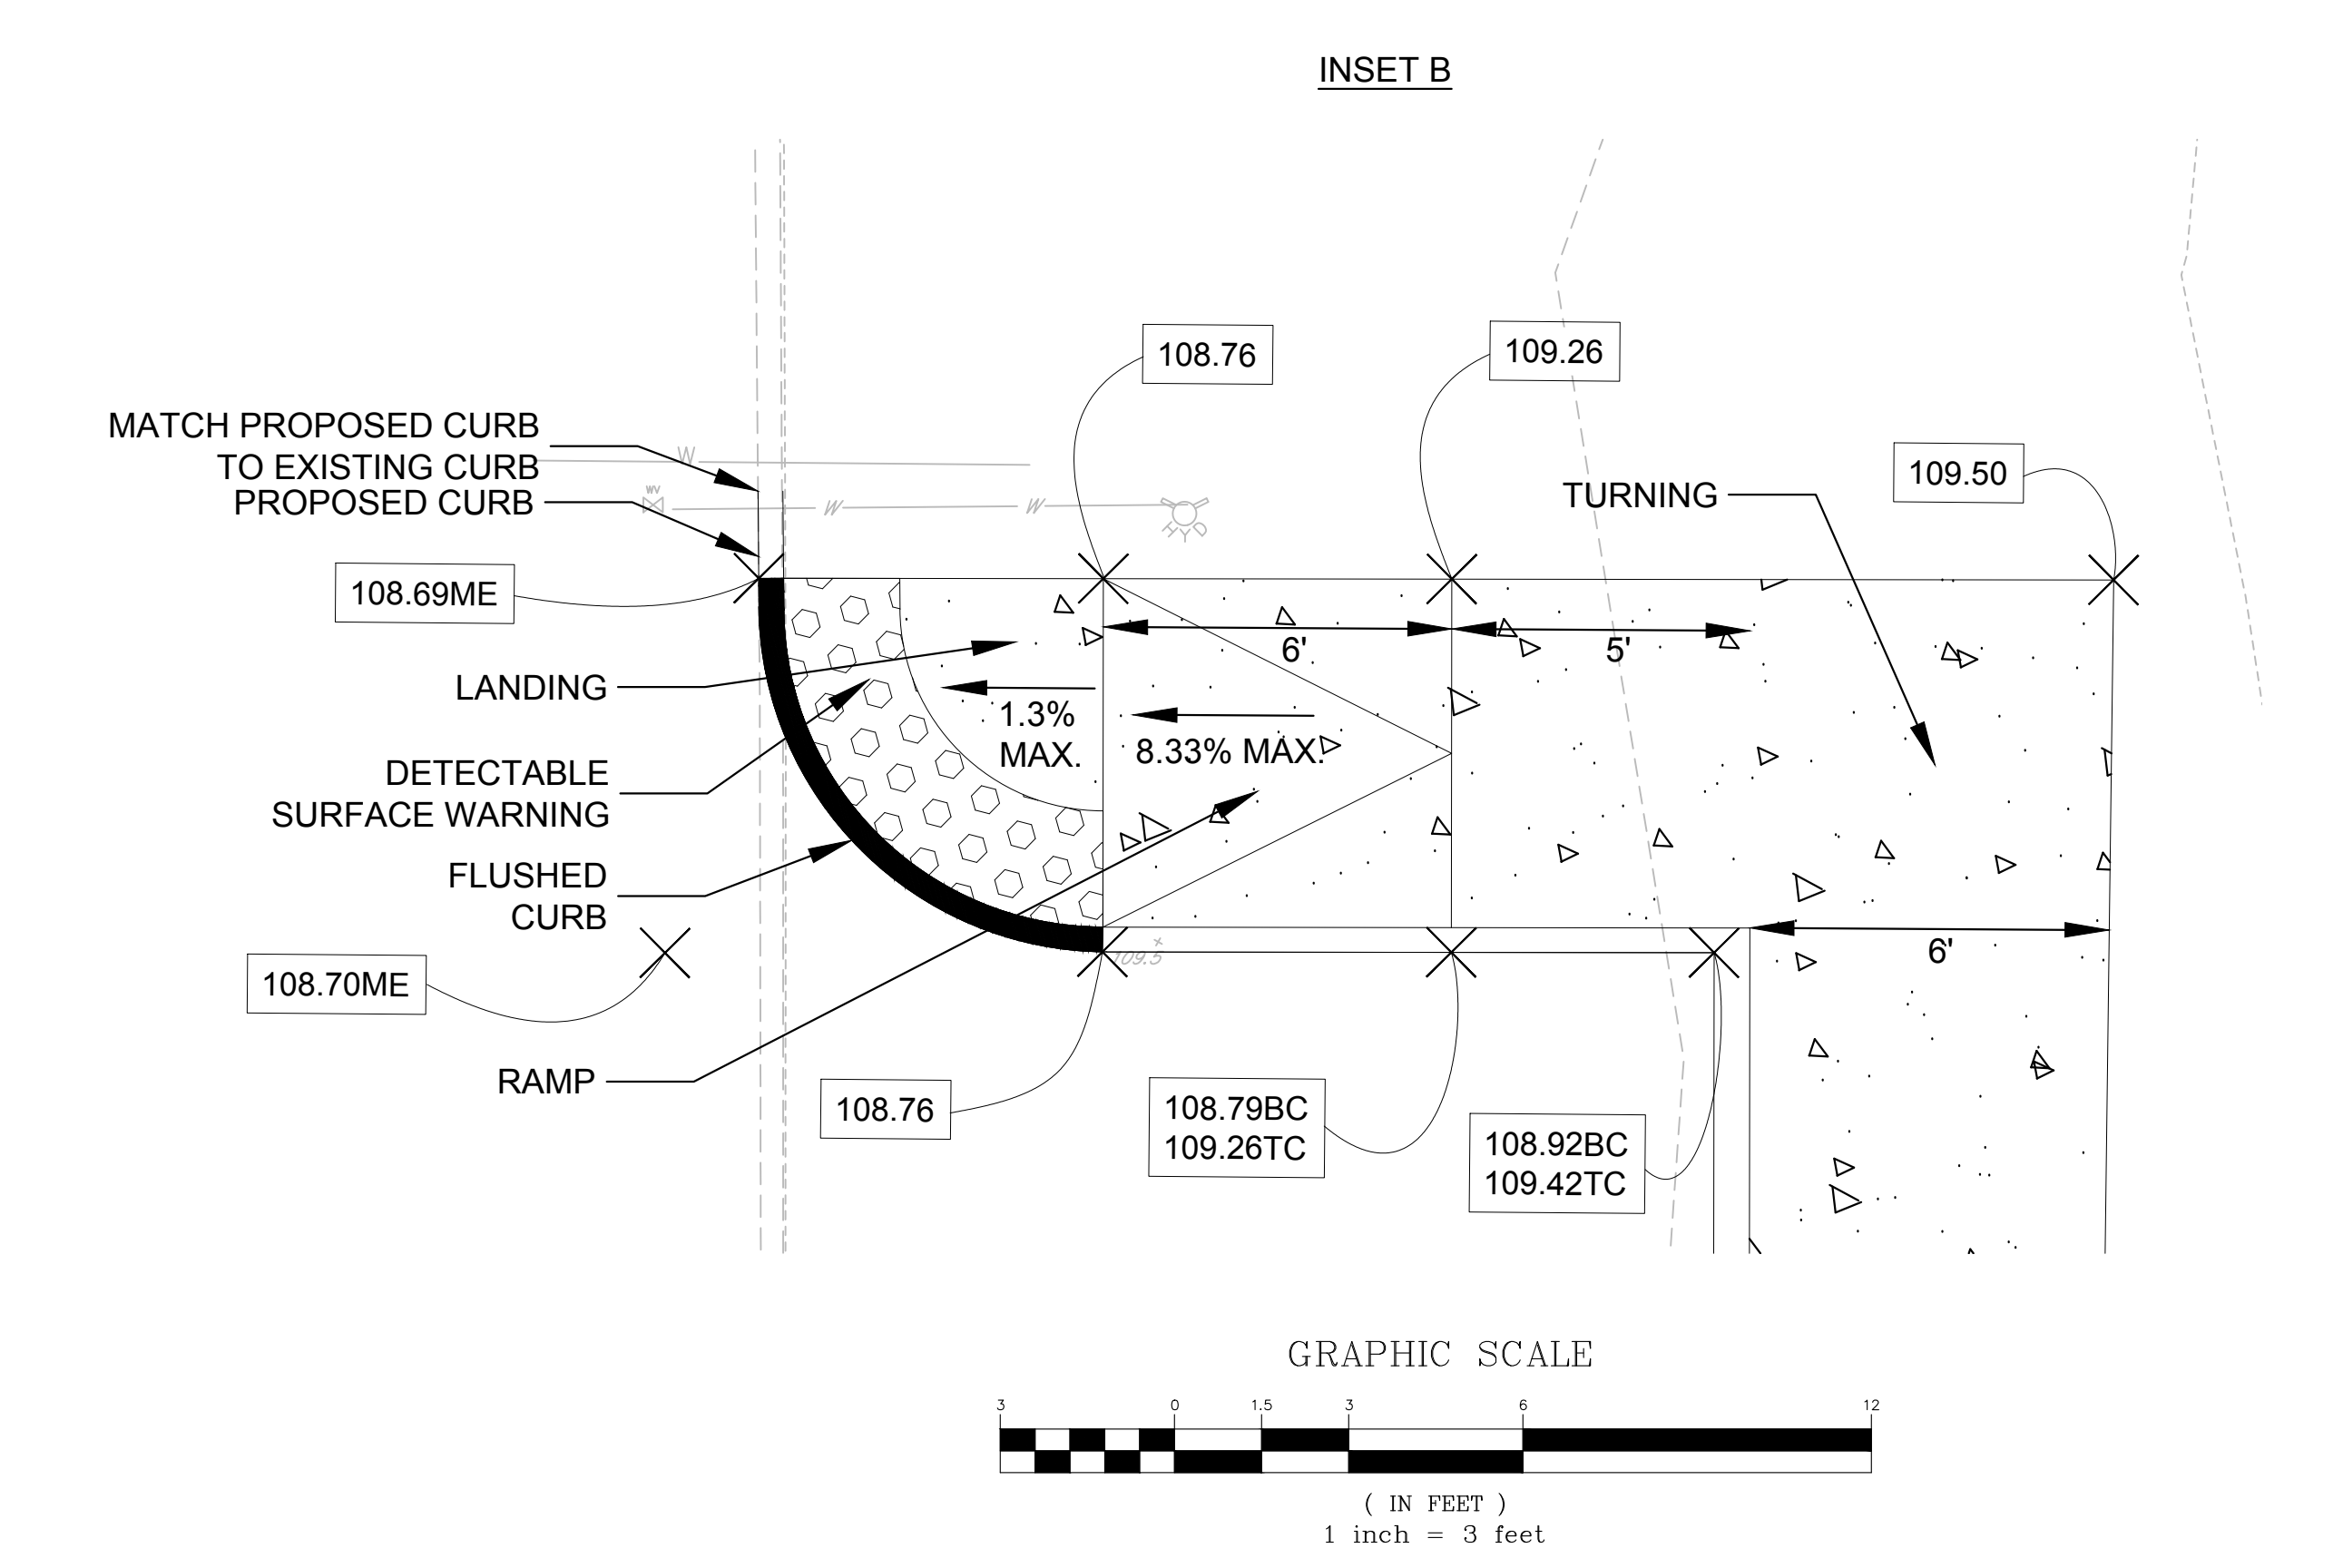 INSET B
108.76
109.26
MATCH PROPOSED CURB
TO EXISTING CURB
PROPOSED CURB
W
WV
W
W
HYD
TURNING
109.50
108.69ME
6'
5'
LANDING
1.3%
MAX.
8.33% MAX.
DETECTABLE
SURFACE WARNING
FLUSHED
CURB
6'
109.5
108.70ME
RAMP
108.76
108.79BC
109.26TC
108.92BC
109.42TC
GRAPHIC SCALE
3 0 1.5 3 6 12
( IN FEET )
1 inch = 3 feet